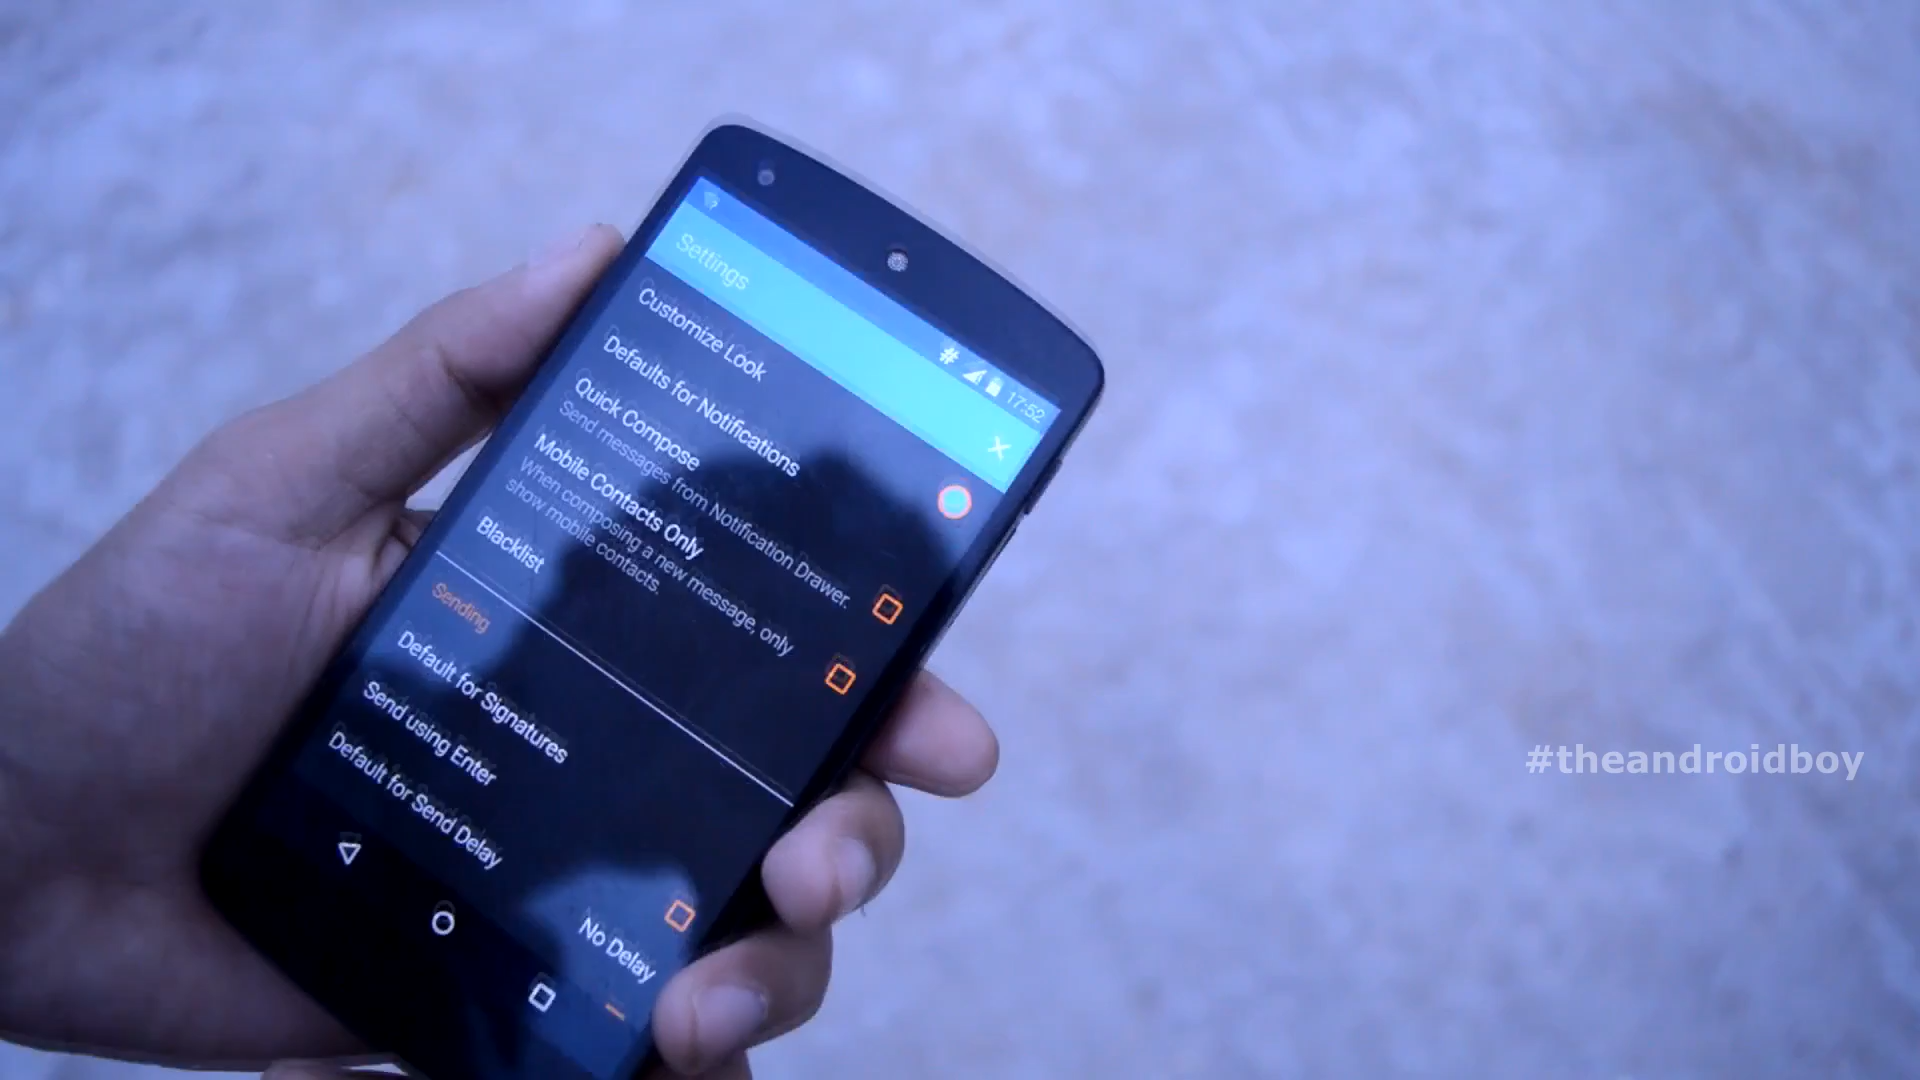 17:52
Settings
Customize Look
Defaults for Notifications
Quick Compose
Send messages from Notification Drawer.
Mobile Contacts Only
When composing a new message, only
show mobile contacts.
Blacklist
Sending
Default for Signatures
Send using Enter
Default for Send Delay
No Delay
#theandroidboy